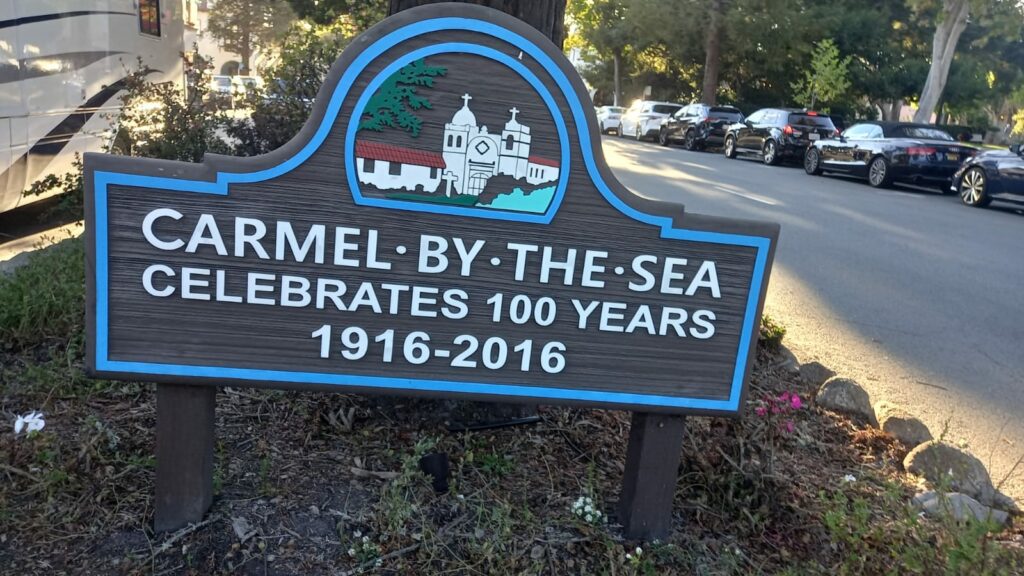 CARMEL·BY·THE·SEA
CELEBRATES 100 YEARS
1916-2016